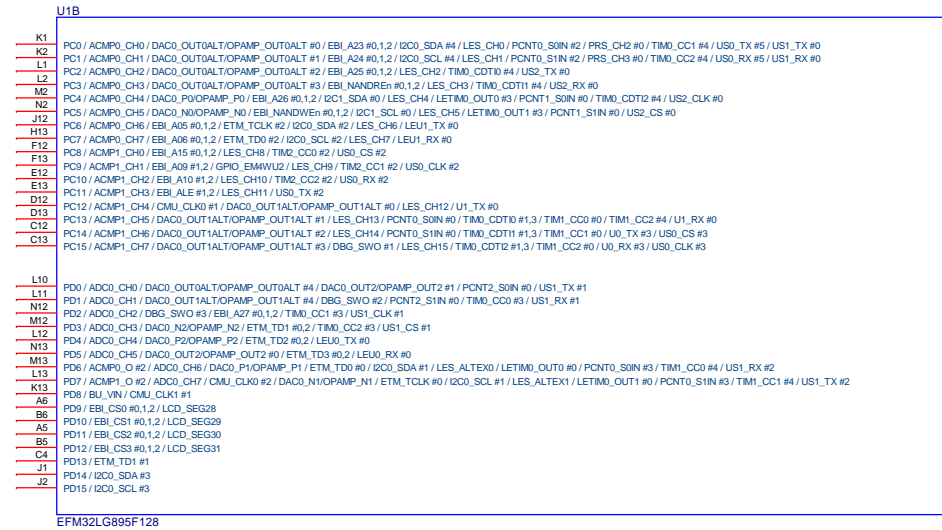 U1B
K1 PC0 / ACMP0_CH0 / DAC0_OUT0ALT/OPAMP_OUT0ALT #0 / EBI_A23 #0,1,2 / I2C0_SDA #4 / LES_CH0 / PCNT0_S0IN #2 / PRS_CH2 #0 / TIM0_CC1 #4 / US0_TX #5 / US1_TX #0
K2 PC1 / ACMP0_CH1 / DAC0_OUT0ALT/OPAMP_OUT0ALT #1 / EBI_A24 #0,1,2 / I2C0_SCL #4 / LES_CH1 / PCNT0_S1IN #2 / PRS_CH3 #0 / TIM0_CC2 #4 / US0_RX #5 / US1_RX #0
L1 PC2 / ACMP0_CH2 / DAC0_OUT0ALT/OPAMP_OUT0ALT #2 / EBI_A25 #0,1,2 / LES_CH2 / TIM0_CDTI0 #4 / US2_TX #0
L2 PC3 / ACMP0_CH3 / DAC0_OUT0ALT/OPAMP_OUT0ALT #3 / EBI_NANDREn #0,1,2 / LES_CH3 / TIM0_CDTI1 #4 / US2_RX #0
M2 PC4 / ACMP0_CH4 / DAC0_P0/OPAMP_P0 / EBI_A26 #0,1,2 / I2C1_SDA #0 / LES_CH4 / LETIM0_OUT0 #3 / PCNT1_S0IN #0 / TIM0_CDTI2 #4 / US2_CLK #0
N2 PC5 / ACMP0_CH5 / DAC0_N0/OPAMP_N0 / EBI_NANDWEn #0,1,2 / I2C1_SCL #0 / LES_CH5 / LETIM0_OUT1 #3 / PCNT1_S1IN #0 / US2_CS #0
J12 PC6 / ACMP0_CH6 / EBI_A05 #0,1,2 / ETM_TCLK #2 / I2C0_SDA #2 / LES_CH6 / LEU1_TX #0
H13 PC7 / ACMP0_CH7 / EBI_A06 #0,1,2 / ETM_TD0 #2 / I2C0_SCL #2 / LES_CH7 / LEU1_RX #0
F12 PC8 / ACMP1_CH0 / EBI_A15 #0,1,2 / LES_CH8 / TIM2_CC0 #2 / US0_CS #2
F13 PC9 / ACMP1_CH1 / EBI_A09 #1,2 / GPIO_EM4WU2 / LES_CH9 / TIM2_CC1 #2 / US0_CLK #2
E12 PC10 / ACMP1_CH2 / EBI_A10 #1,2 / LES_CH10 / TIM2_CC2 #2 / US0_RX #2
E13 PC11 / ACMP1_CH3 / EBI_ALE #1,2 / LES_CH11 / US0_TX #2
D12 PC12 / ACMP1_CH4 / CMU_CLK0 #1 / DAC0_OUT1ALT/OPAMP_OUT1ALT #0 / LES_CH12 / U1_TX #0
D13 PC13 / ACMP1_CH5 / DAC0_OUT1ALT/OPAMP_OUT1ALT #1 / LES_CH13 / PCNT0_S0IN #0 / TIM0_CDTI0 #1,3 / TIM1_CC0 #0 / TIM1_CC2 #4 / U1_RX #0
C12 PC14 / ACMP1_CH6 / DAC0_OUT1ALT/OPAMP_OUT1ALT #2 / LES_CH14 / PCNT0_S1IN #0 / TIM0_CDTI1 #1,3 / TIM1_CC1 #0 / U0_TX #3 / US0_CS #3
C13 PC15 / ACMP1_CH7 / DAC0_OUT1ALT/OPAMP_OUT1ALT #3 / DBG_SWO #1 / LES_CH15 / TIM0_CDTI2 #1,3 / TIM1_CC2 #0 / U0_RX #3 / US0_CLK #3
L10 PD0 / ADC0_CH0 / DAC0_OUT0ALT/OPAMP_OUT0ALT #4 / DAC0_OUT2/OPAMP_OUT2 #1 / PCNT2_S0IN #0 / US1_TX #1
L11 PD1 / ADC0_CH1 / DAC0_OUT1ALT/OPAMP_OUT1ALT #4 / DBG_SWO #2 / PCNT2_S1IN #0 / TIM0_CC0 #3 / US1_RX #1
N12 PD2 / ADC0_CH2 / DBG_SWO #3 / EBI_A27 #0,1,2 / TIM0_CC1 #3 / US1_CLK #1
M12 PD3 / ADC0_CH3 / DAC0_N2/OPAMP_N2 / ETM_TD1 #0,2 / TIM0_CC2 #3 / US1_CS #1
L12 PD4 / ADC0_CH4 / DAC0_P2/OPAMP_P2 / ETM_TD2 #0,2 / LEU0_TX #0
N13 PD5 / ADC0_CH5 / DAC0_OUT2/OPAMP_OUT2 #0 / ETM_TD3 #0,2 / LEU0_RX #0
M13 PD6 / ACMP0_O #2 / ADC0_CH6 / DAC0_P1/OPAMP_P1 / ETM_TD0 #0 / I2C0_SDA #1 / LES_ALTEX0 / LETIM0_OUT0 #0 / PCNT0_S0IN #3 / TIM1_CC0 #4 / US1_RX #2
L13 PD7 / ACMP1_O #2 / ADC0_CH7 / CMU_CLK0 #2 / DAC0_N1/OPAMP_N1 / ETM_TCLK #0 / I2C0_SCL #1 / LES_ALTEX1 / LETIM0_OUT1 #0 / PCNT0_S1IN #3 / TIM1_CC1 #4 / US1_TX #2
K13 PD8 / BU_VIN / CMU_CLK1 #1
A6 PD9 / EBI_CS0 #0,1,2 / LCD_SEG28
B6 PD10 / EBI_CS1 #0,1,2 / LCD_SEG29
A5 PD11 / EBI_CS2 #0,1,2 / LCD_SEG30
B5 PD12 / EBI_CS3 #0,1,2 / LCD_SEG31
C4 PD13 / ETM_TD1 #1
J1 PD14 / I2C0_SDA #3
J2 PD15 / I2C0_SCL #3
EFM32LG895F128